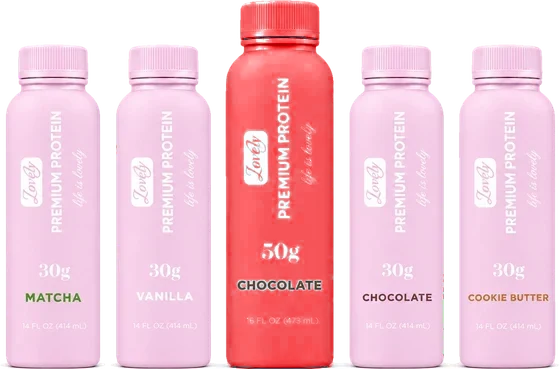 Lovely
PREMIUM PROTEIN
life is lovely
30g
MATCHA
14 FL OZ (414 mL)
Lovely
PREMIUM PROTEIN
life is lovely
30g
VANILLA
14 FL OZ (414 mL)
Lovely
PREMIUM PROTEIN
life is lovely
50g
CHOCOLATE
16 FL OZ (473 mL)
Lovely
PREMIUM PROTEIN
life is lovely
30g
CHOCOLATE
14 FL OZ (414 mL)
Lovely
PREMIUM PROTEIN
life is lovely
30g
COOKIE BUTTER
14 FL OZ (414 mL)